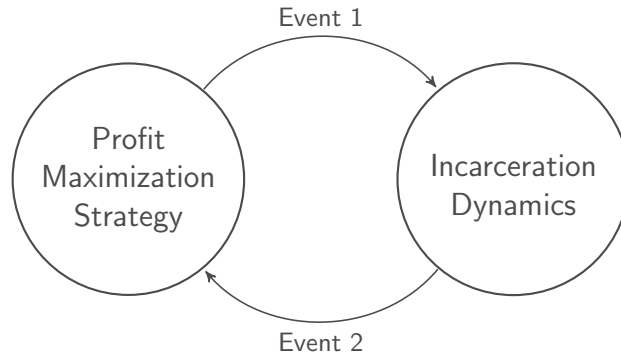 Event 1
Profit
Maximization
Strategy
Incarceration
Dynamics
Event 2